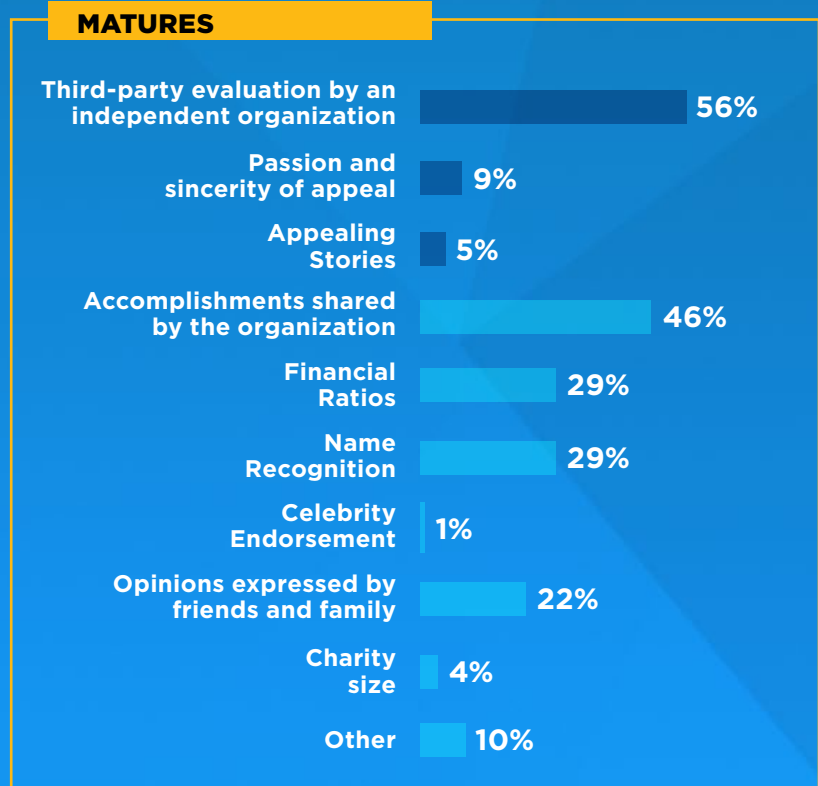 MATURES
Third-party evaluation by an
independent organization
56%
Passion and
sincerity of appeal
9%
Appealing
Stories
5%
Accomplishments shared
by the organization
46%
Financial
Ratios
29%
Name
Recognition
29%
Celebrity
Endorsement
1%
Opinions expressed by
friends and family
22%
Charity
size
4%
Other
10%